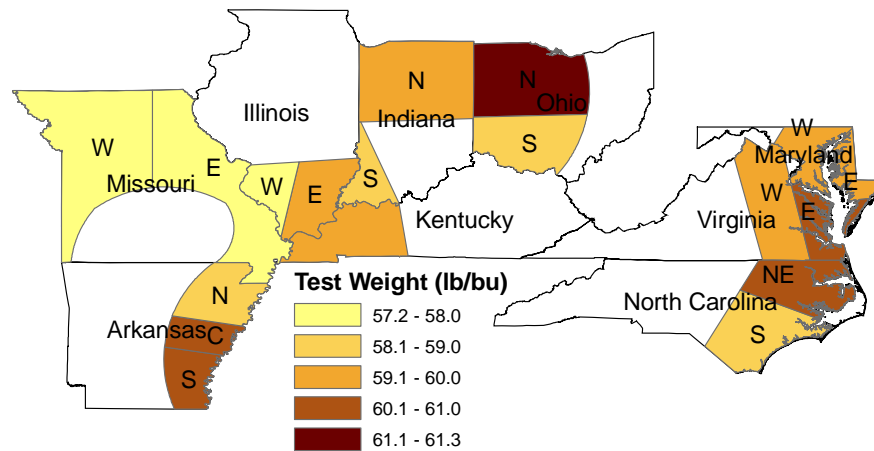 N
N
Ohio
Illinois
Indiana
W
W
Maryland
E
S
Missouri
W
E
S
E
W
E
Kentucky
Virginia
Test Weight (lb/bu)
NE
N
North Carolina
57.2 - 58.0
Arkansas
C
58.1 - 59.0
S
S
59.1 - 60.0
60.1 - 61.0
61.1 - 61.3